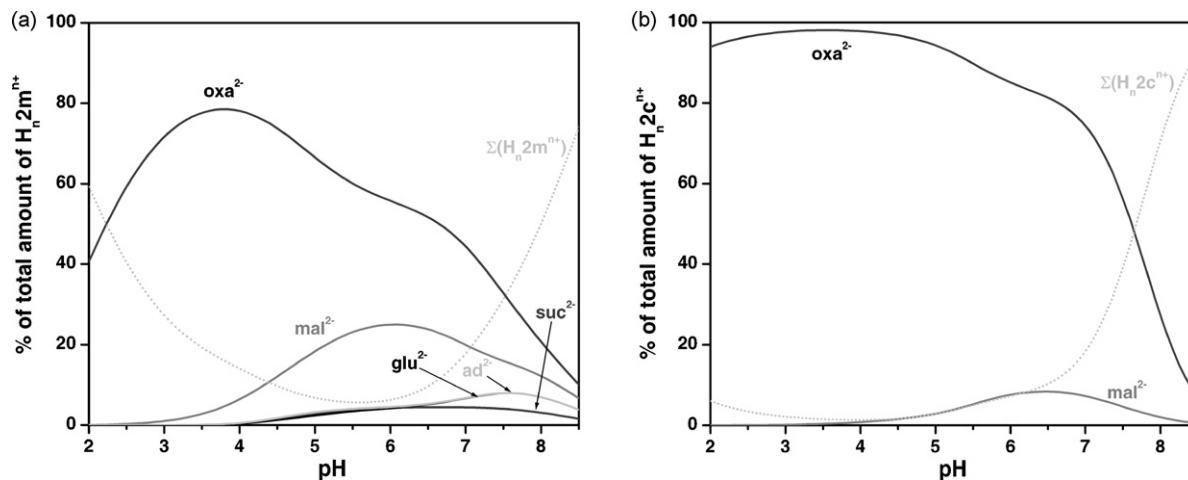 (a)
% of total amount of Hₙ2mⁿ⁺
100
80
60
40
20
0
oxa²⁻
Σ(Hₙ2mⁿ⁺)
mal²⁻
suc²⁻
glu²⁻
ad²⁻
2 3 4 5 6 7 8
pH
(b)
% of total amount of Hₙ2cⁿ⁺
100
80
60
40
20
0
oxa²⁻
Σ(Hₙ2cⁿ⁺)
mal²⁻
2 3 4 5 6 7 8
pH